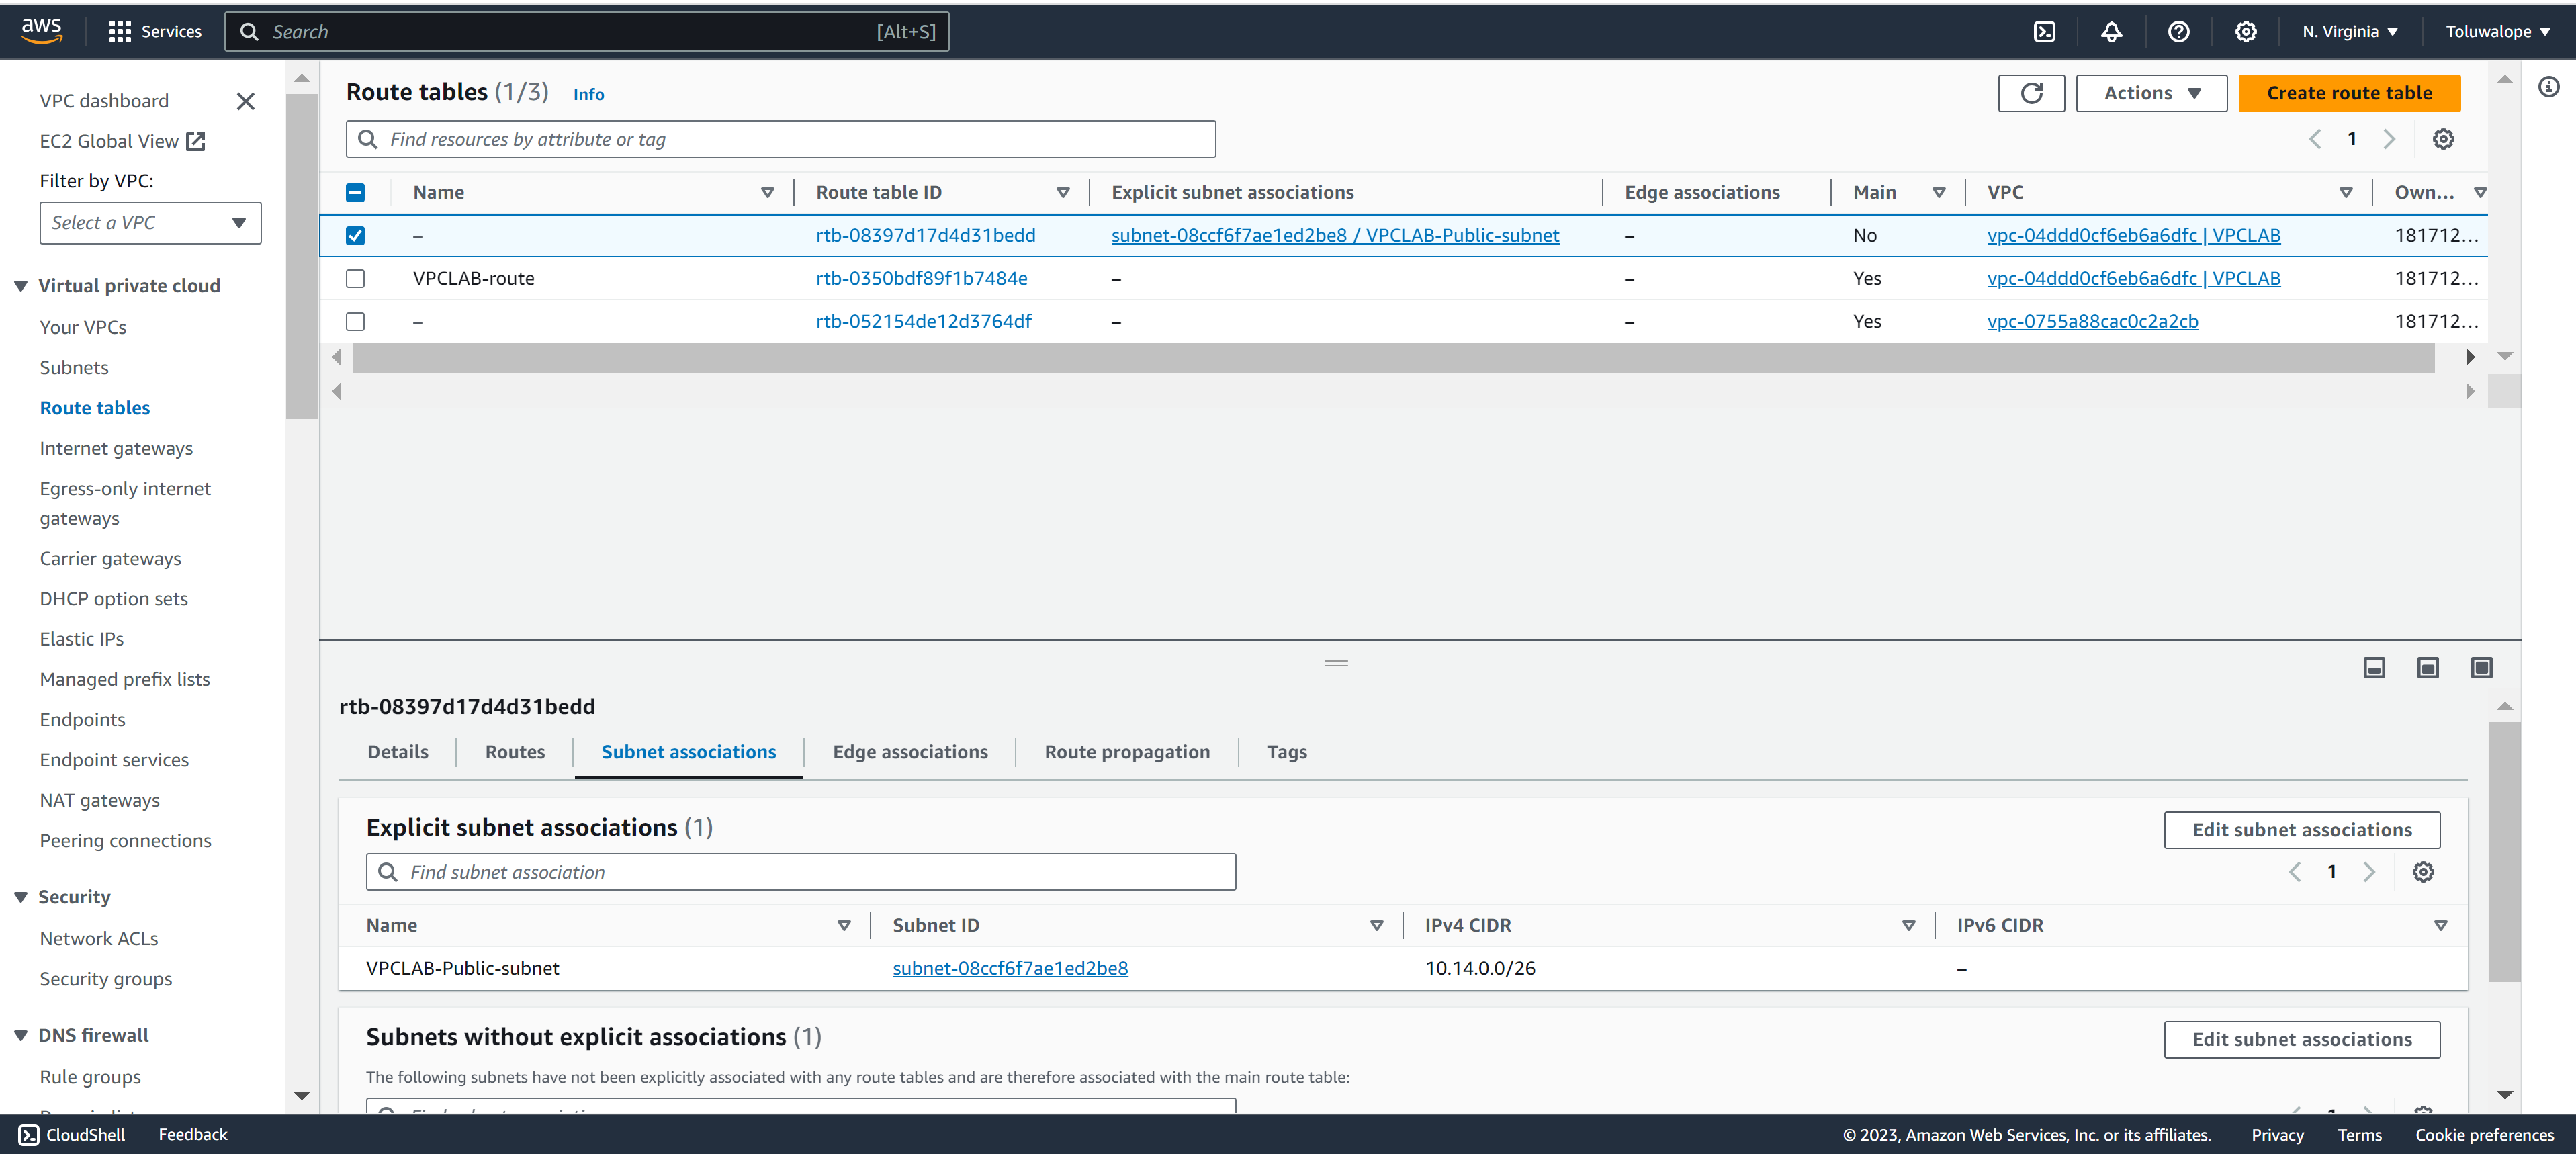 aws
Services
Search
[Alt+S]
N. Virginia
Toluwalope
VPC dashboard
EC2 Global View
Filter by VPC:
Select a VPC
Virtual private cloud
Your VPCs
Subnets
Route tables
Internet gateways
Egress-only internet
gateways
Carrier gateways
DHCP option sets
Elastic IPs
Managed prefix lists
Endpoints
Endpoint services
NAT gateways
Peering connections
Security
Network ACLs
Security groups
DNS firewall
Rule groups
Route tables (1/3) Info
Actions
Create route table
Find resources by attribute or tag
1
Name Route table ID Explicit subnet associations Edge associations Main VPC Own...
– rtb-08397d17d4d31bedd subnet-08ccf6f7ae1ed2be8 / VPCLAB-Public-subnet – No vpc-04ddd0cf6eb6a6dfc | VPCLAB 181712...
VPCLAB-route rtb-0350bdf89f1b7484e – – Yes vpc-04ddd0cf6eb6a6dfc | VPCLAB 181712...
– rtb-052154de12d3764df – – Yes vpc-0755a88cac0c2a2cb 181712...
rtb-08397d17d4d31bedd
Details Routes Subnet associations Edge associations Route propagation Tags
Explicit subnet associations (1)
Edit subnet associations
Find subnet association
1
Name Subnet ID IPv4 CIDR IPv6 CIDR
VPCLAB-Public-subnet subnet-08ccf6f7ae1ed2be8 10.14.0.0/26 –
Subnets without explicit associations (1)
Edit subnet associations
The following subnets have not been explicitly associated with any route tables and are therefore associated with the main route table:
CloudShell Feedback
© 2023, Amazon Web Services, Inc. or its affiliates. Privacy Terms Cookie preferences